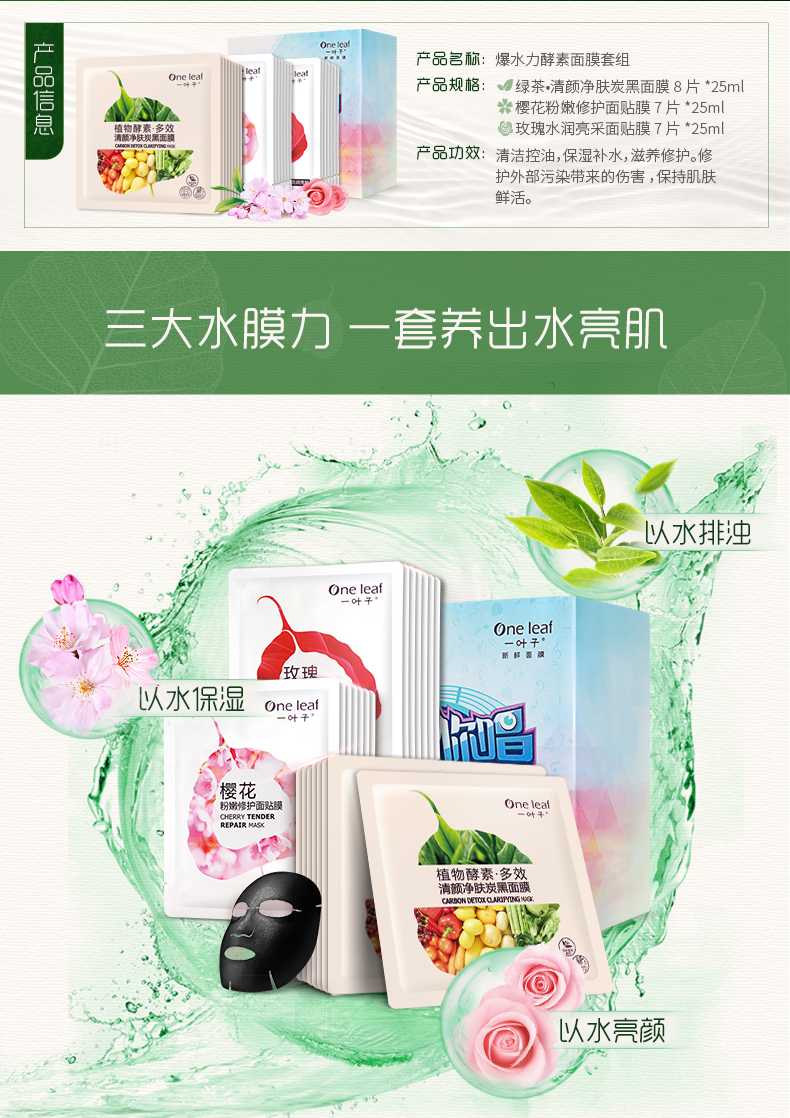 产品信息
One leaf
一叶子
植物酵素·多效
清颜净肤炭黑面膜
CARBON DETOX CLARIFYING MASK
One leaf
一叶子
新鲜面膜
产品名称: 爆水力酵素面膜套组
产品规格: 绿茶•清颜净肤炭黑面膜 8 片 *25ml
樱花粉嫩修护面贴膜 7 片 *25ml
玫瑰水润亮采面贴膜 7 片 *25ml
产品功效: 清洁控油,保湿补水,滋养修护。修
护外部污染带来的伤害 ,保持肌肤
鲜活。
三大水膜力 一套养出水亮肌
以水排浊
One leaf
一叶子®
玫瑰
One leaf
一叶子
新鲜面膜
以水保湿
One leaf
一叶子®
樱花
粉嫩修护面贴膜
CHERRY TENDER
REPAIR MASK
One leaf
一叶子®
植物酵素·多效
清颜净肤炭黑面膜
CARBON DETOX CLARIFYING MASK
以水亮颜